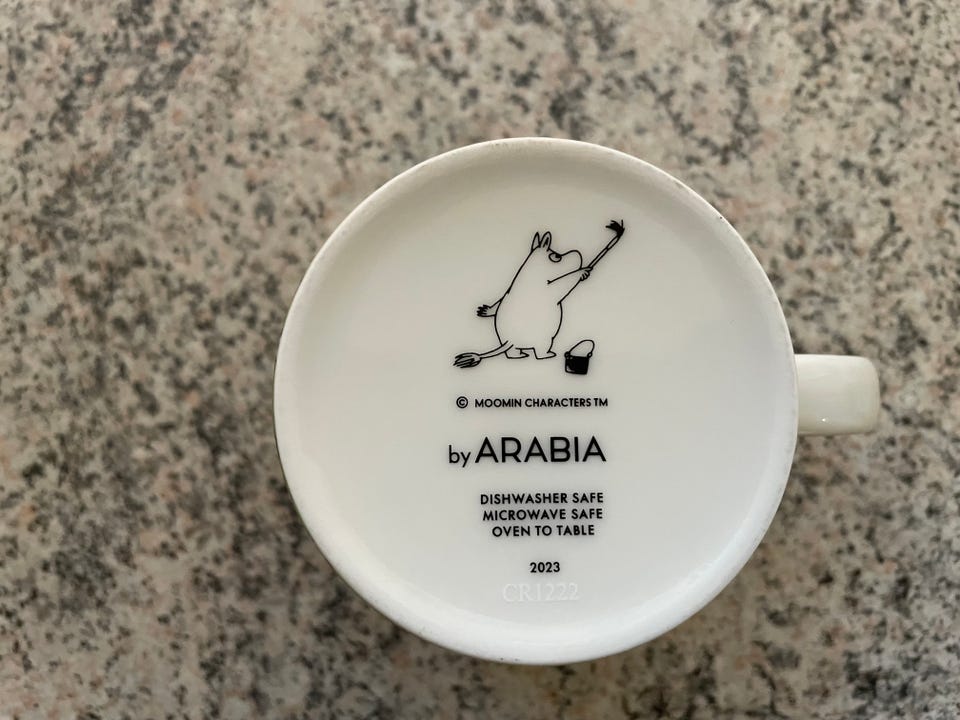 © MOOMIN CHARACTERS TM
by ARABIA
DISHWASHER SAFE
MICROWAVE SAFE
OVEN TO TABLE
2023
CR1222